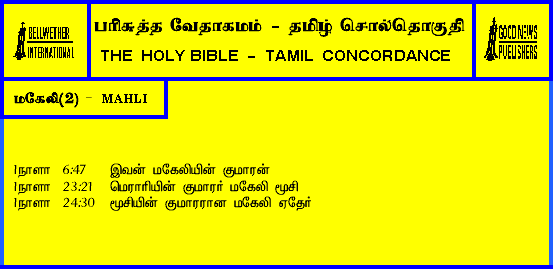 BELLWETHER
INTERNATIONAL
பரிசுத்த வேதாகமம் - தமிழ் சொல்தொகுதி
THE HOLY BIBLE - TAMIL CONCORDANCE
GOOD NEWS
PUBLISHERS
மகேலி(2) - MAHLI
1நாளா 6:47 இவன் மகேலியின் குமாரன்
1நாளா 23:21 மெராரியின் குமாரர் மகேலி மூசி
1நாளா 24:30 மூசியின் குமாரரான மகேலி ஏதேர்